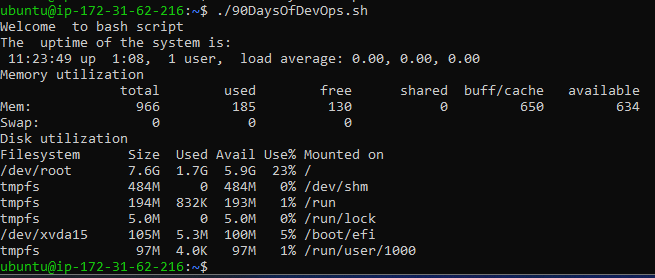 ubuntu@ip-172-31-62-216:~$ ./90DaysOfDevOps.sh
Welcome  to bash script
The  uptime of the system is:
 11:23:49 up  1:08,  1 user,  load average: 0.00, 0.00, 0.00
Memory utilization
               total        used        free      shared  buff/cache   available
Mem:             966         185         130           0         650         634
Swap:              0           0           0
Disk utilization
Filesystem      Size  Used Avail Use% Mounted on
/dev/root       7.6G  1.7G  5.9G  23% /
tmpfs           484M     0  484M   0% /dev/shm
tmpfs           194M  832K  193M   1% /run
tmpfs           5.0M     0  5.0M   0% /run/lock
/dev/xvda15     105M  5.3M  100M   5% /boot/efi
tmpfs            97M  4.0K   97M   1% /run/user/1000
ubuntu@ip-172-31-62-216:~$